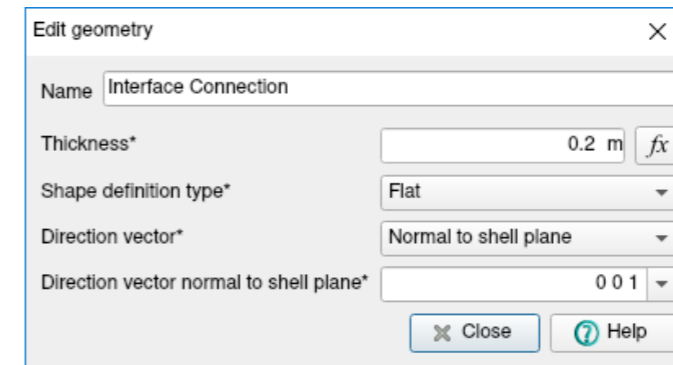 Edit geometry
Name Interface Connection
Thickness* 0.2 m fx
Shape definition type* Flat
Direction vector* Normal to shell plane
Direction vector normal to shell plane* 0 0 1
Close Help